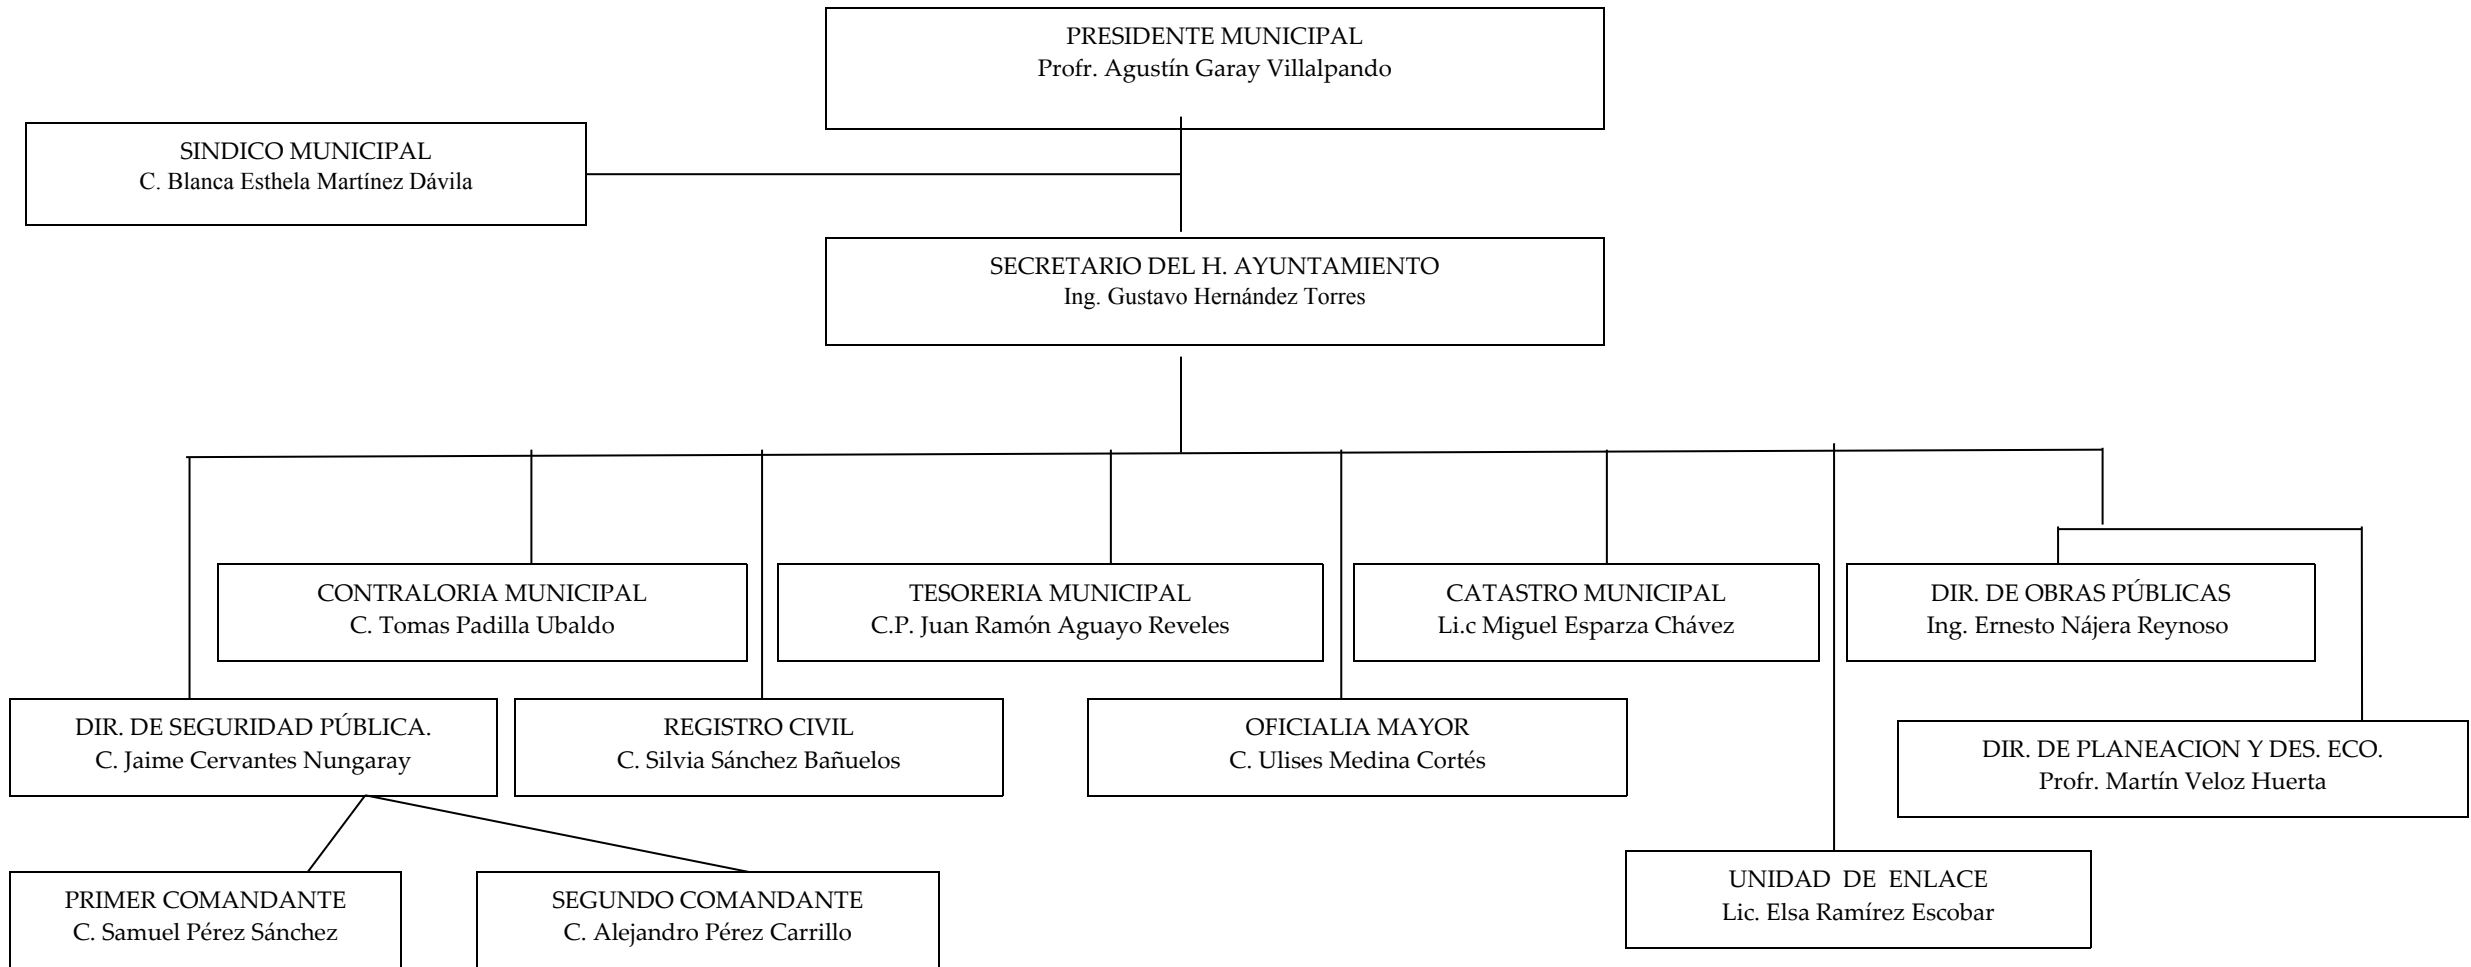 PRESIDENTE MUNICIPAL
Profr. Agustín Garay Villalpando
SINDICO MUNICIPAL
C. Blanca Esthela Martínez Dávila
SECRETARIO DEL H. AYUNTAMIENTO
Ing. Gustavo Hernández Torres
CONTRALORIA MUNICIPAL
C. Tomas Padilla Ubaldo
TESORERIA MUNICIPAL
C.P. Juan Ramón Aguayo Reveles
CATASTRO MUNICIPAL
Li.c Miguel Esparza Chávez
DIR. DE OBRAS PÚBLICAS
Ing. Ernesto Nájera Reynoso
DIR. DE SEGURIDAD PÚBLICA.
C. Jaime Cervantes Nungaray
REGISTRO CIVIL
C. Silvia Sánchez Bañuelos
OFICIALIA MAYOR
C. Ulises Medina Cortés
DIR. DE PLANEACION Y DES. ECO.
Profr. Martín Veloz Huerta
PRIMER COMANDANTE
C. Samuel Pérez Sánchez
SEGUNDO COMANDANTE
C. Alejandro Pérez Carrillo
UNIDAD DE ENLACE
Lic. Elsa Ramírez Escobar